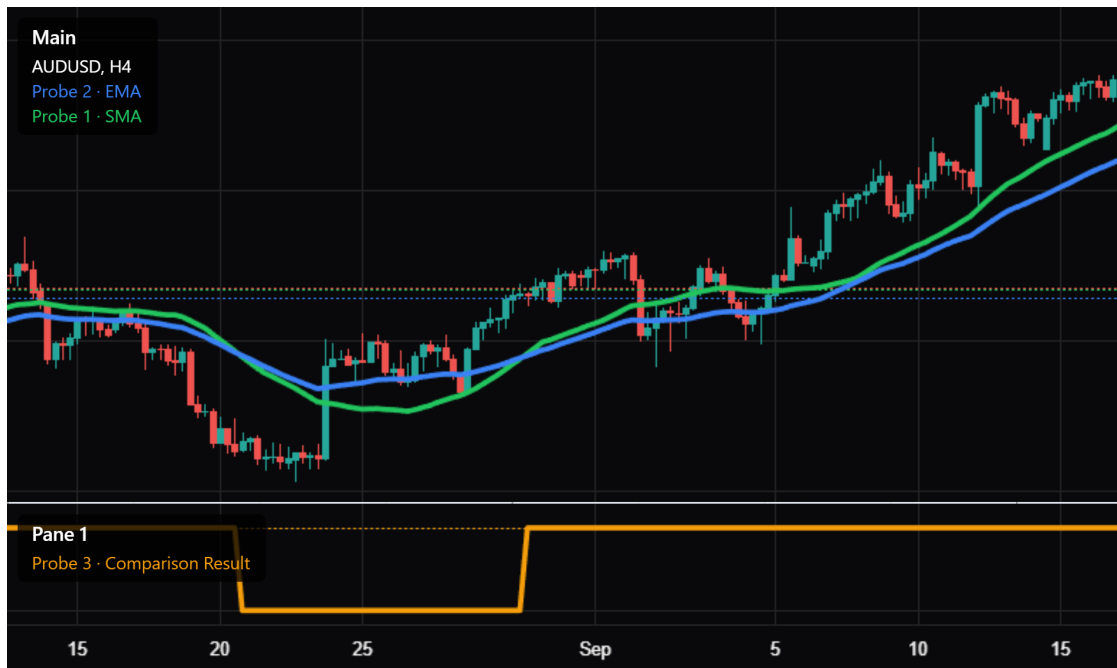 Main
AUDUSD, H4
Probe 2 · EMA
Probe 1 · SMA
Pane 1
Probe 3 · Comparison Result
15 20 25 Sep 5 10 15